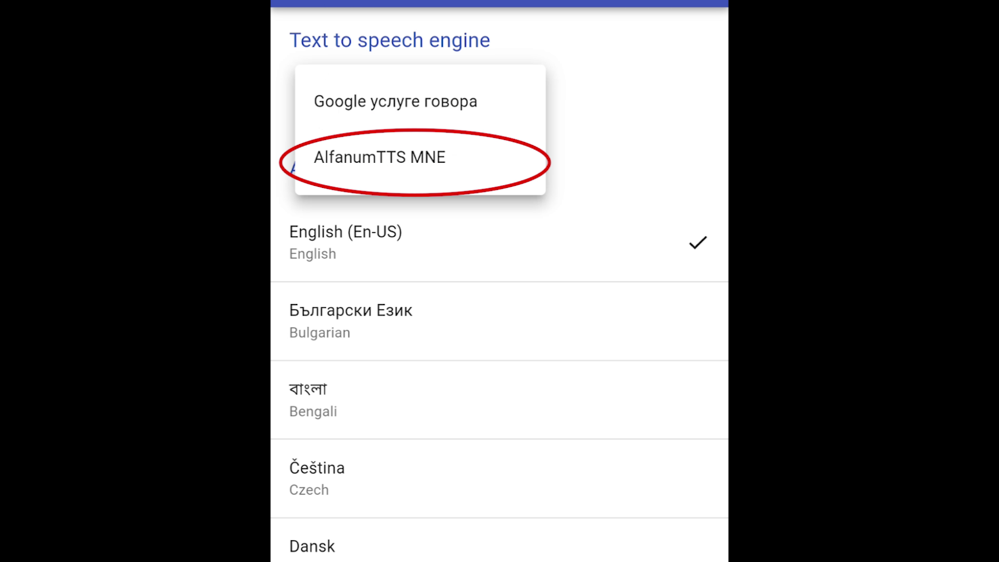 Text to speech engine
Google услуге говора
AlfanumTTS MNE
English (En-US)
English
Български Език
Bulgarian
বাংলা
Bengali
Čeština
Czech
Dansk